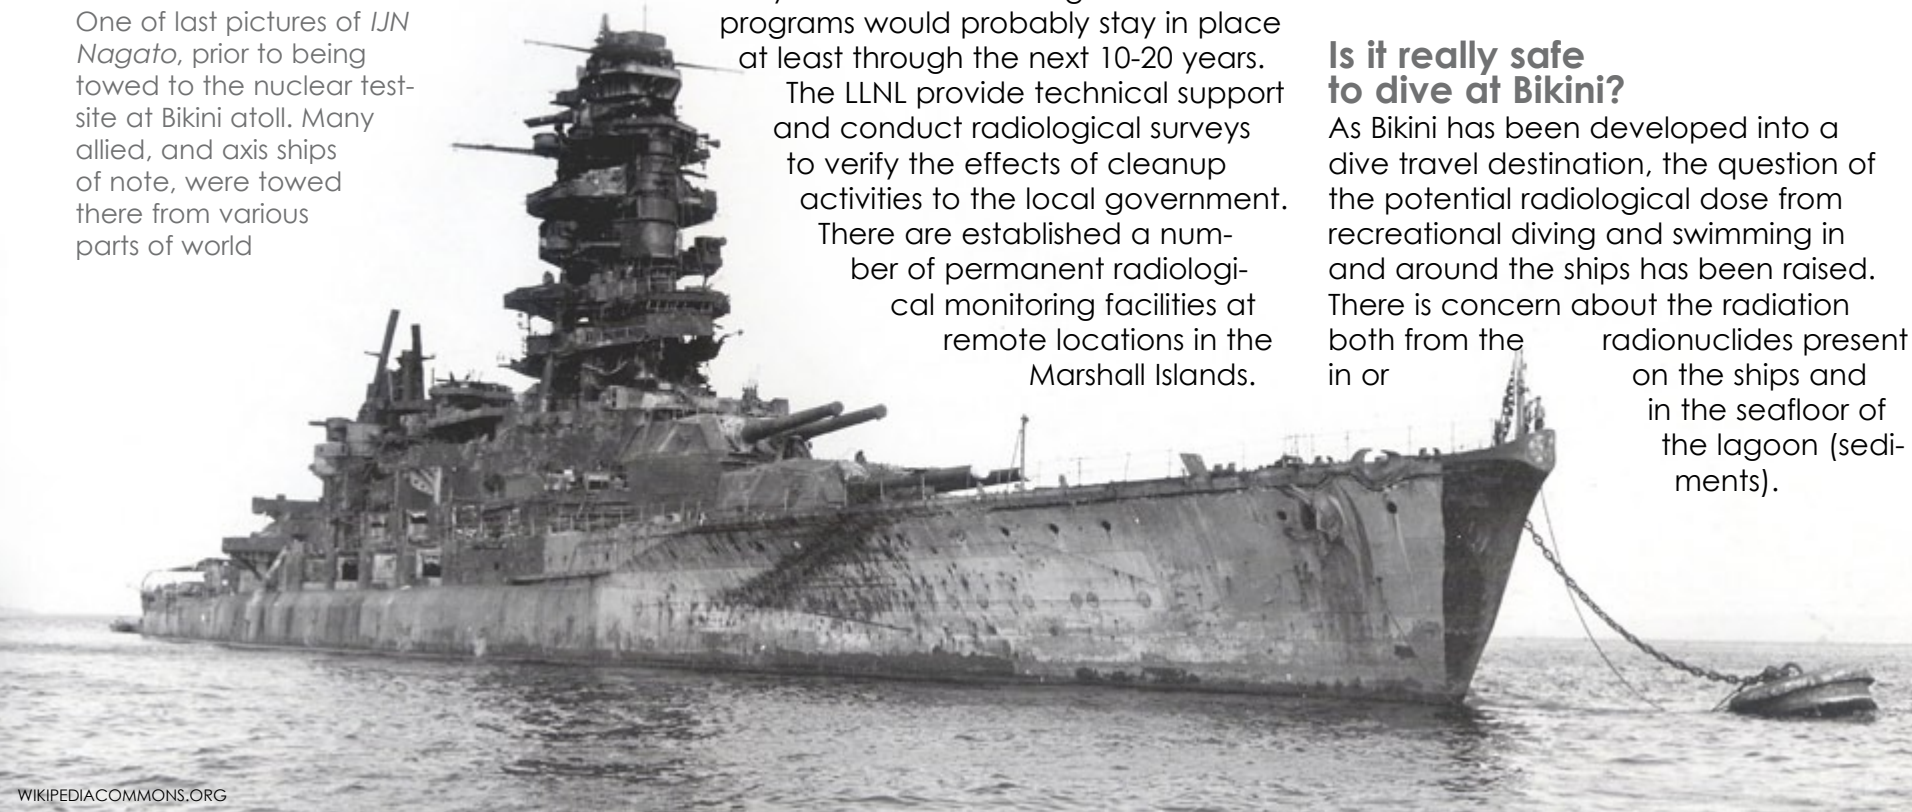 One of last pictures of IJN
Nagato, prior to being
towed to the nuclear test-
site at Bikini atoll. Many
allied, and axis ships
of note, were towed
there from various
parts of world
programs would probably stay in place
at least through the next 10-20 years.
The LLNL provide technical support
and conduct radiological surveys
to verify the effects of cleanup
activities to the local government.
There are established a num-
ber of permanent radiologi-
cal monitoring facilities at
remote locations in the
Marshall Islands.
Is it really safe
to dive at Bikini?
As Bikini has been developed into a
dive travel destination, the question of
the potential radiological dose from
recreational diving and swimming in
and around the ships has been raised.
There is concern about the radiation
both from the radionuclides present
in or on the ships and
in the seafloor of
the lagoon (sedi-
ments).
WIKIPEDIACOMMONS.ORG